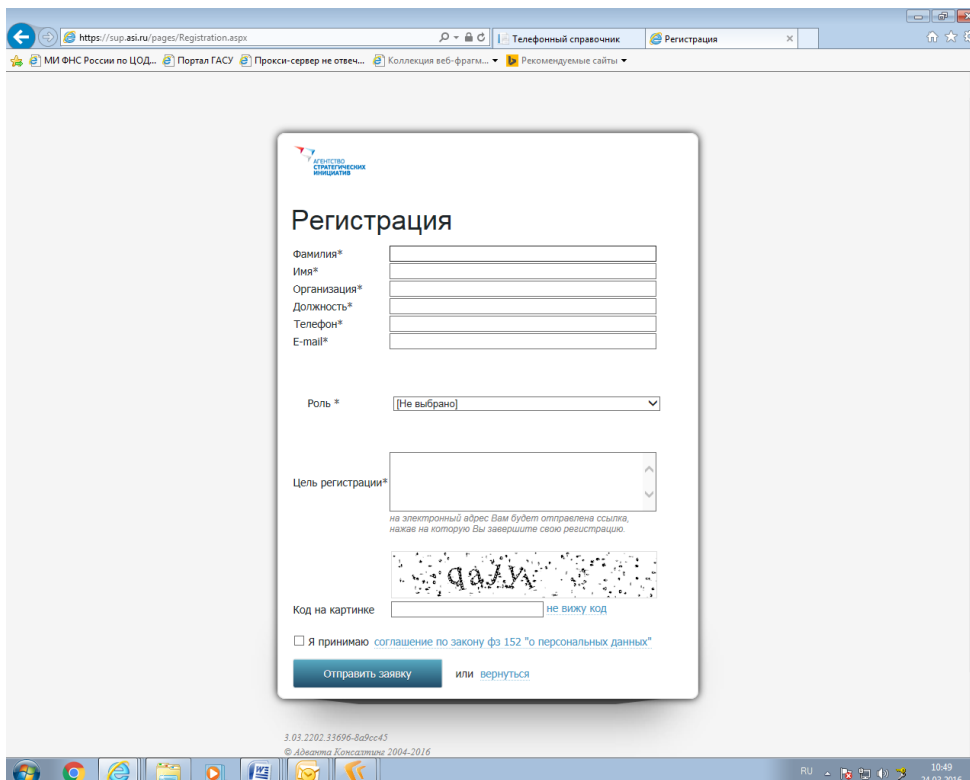 https://sup.asi.ru/pages/Registration.aspx
Телефонный справочник
Регистрация
МИ ФНС России по ЦОД...
Портал ГАСУ
Прокси-сервер не отвеч...
Коллекция веб-фрагм...
Рекомендуемые сайты
АГЕНТСТВО
СТРАТЕГИЧЕСКИХ
ИНИЦИАТИВ
Регистрация
Фамилия*
Имя*
Организация*
Должность*
Телефон*
E-mail*
Роль *
[Не выбрано]
Цель регистрации*
на электронный адрес Вам будет отправлена ссылка,
нажав на которую Вы завершите свою регистрацию.
Код на картинке
не вижу код
Я принимаю соглашение по закону фз 152 "о персональных данных"
Отправить заявку
или вернуться
3.03.2202.33696-8a9cc45
© Адванта Консалтинг 2004-2016
RU
10:49
24.03.2016